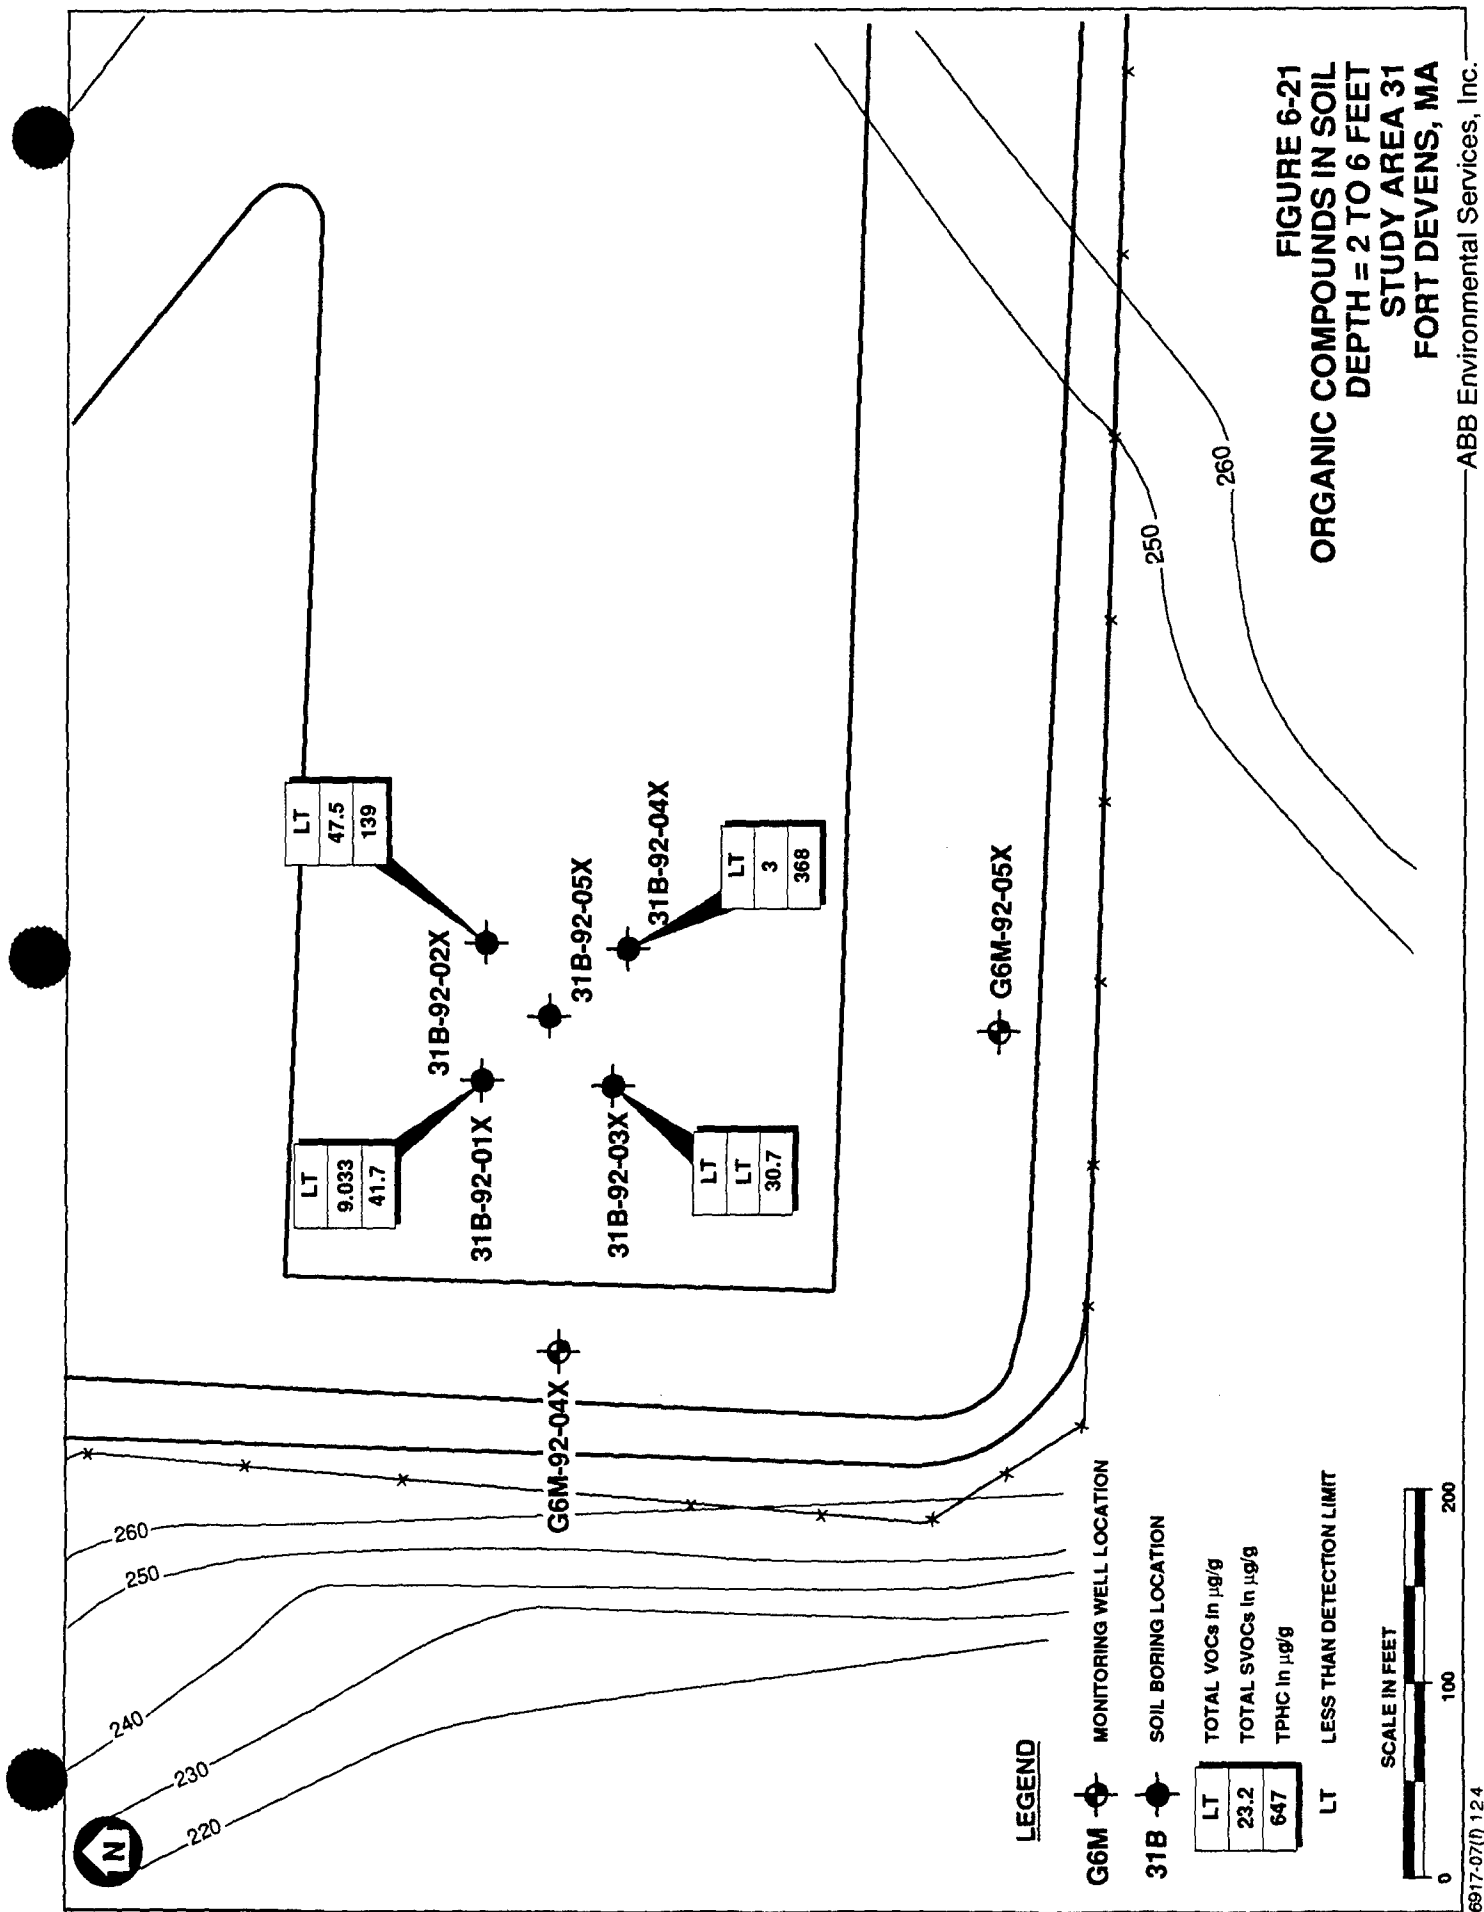 N
260
250
240
230
220
LT
9.033
41.7
31B-92-01X
LT
47.5
139
31B-92-02X
31B-92-05X
31B-92-04X
LT
3
368
31B-92-03X
LT
LT
30.7
G6M-92-04X
G6M-92-05X
250
260
LEGEND
G6M MONITORING WELL LOCATION
31B SOIL BORING LOCATION
LT TOTAL VOCs in µg/g
23.2 TOTAL SVOCs in µg/g
647 TPHC in µg/g
LT LESS THAN DETECTION LIMIT
SCALE IN FEET
0 100 200
FIGURE 6-21
ORGANIC COMPOUNDS IN SOIL
DEPTH = 2 TO 6 FEET
STUDY AREA 31
FORT DEVENS, MA
ABB Environmental Services, Inc.
6917-07(f) 124